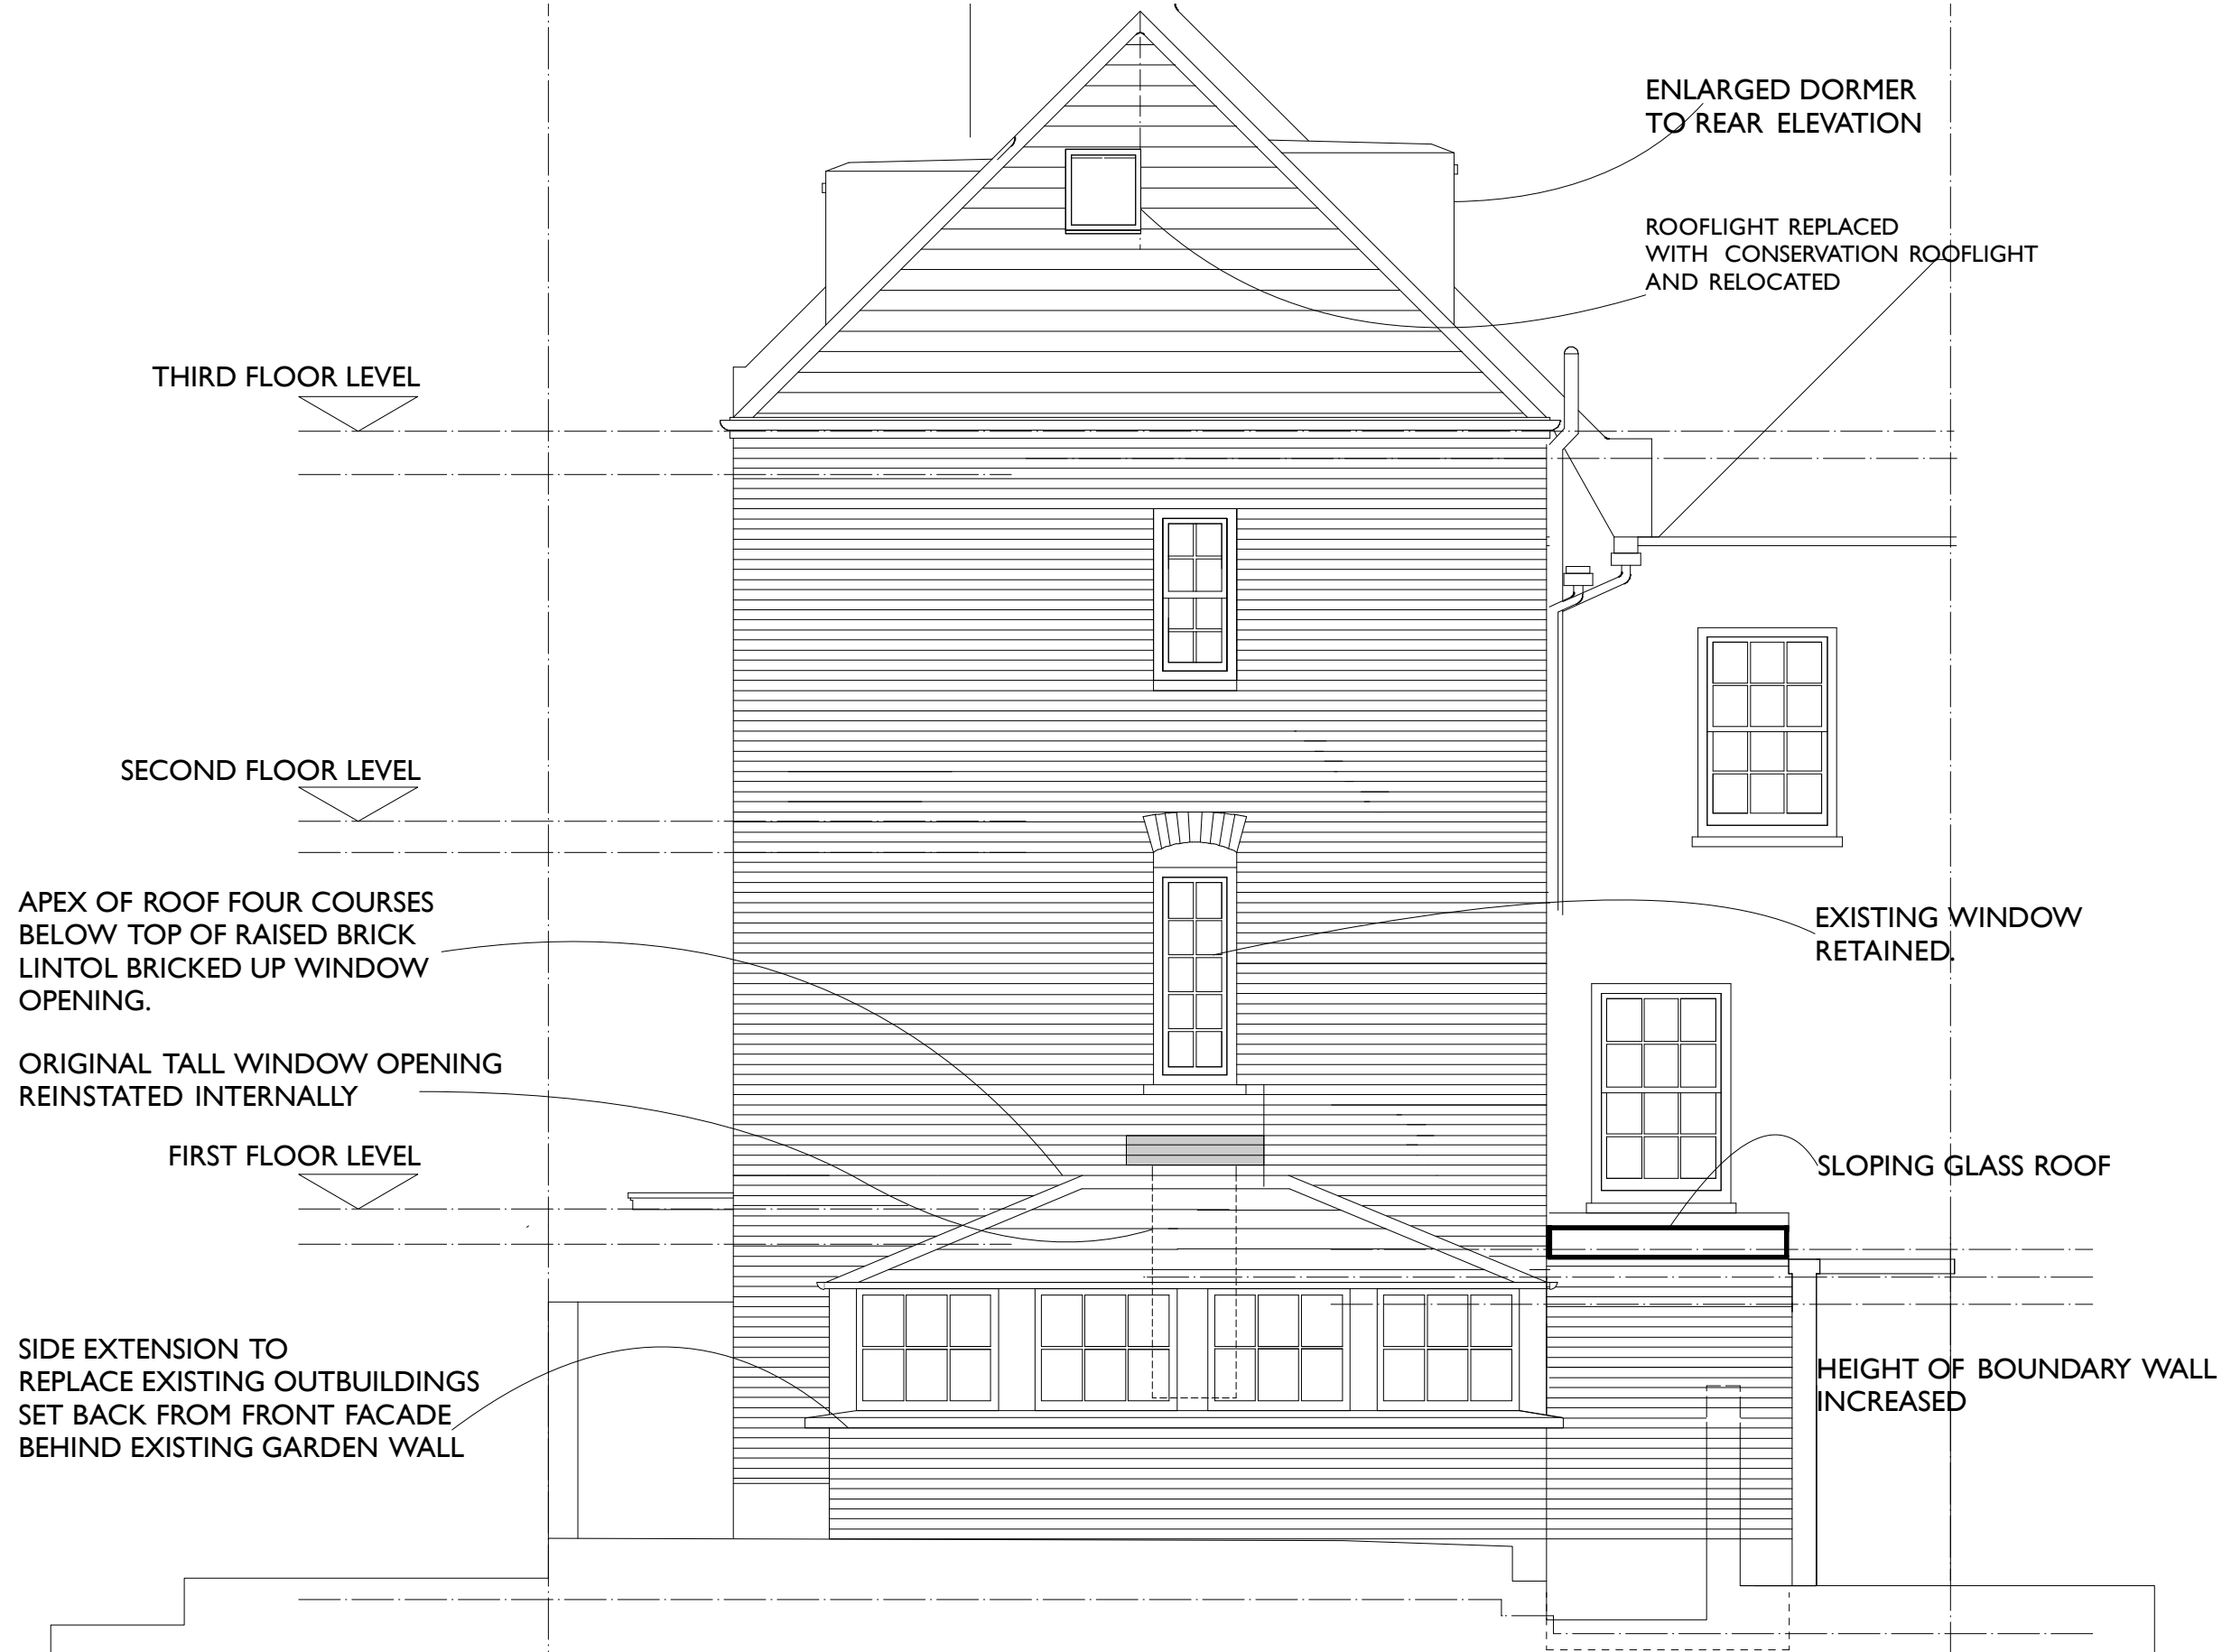 ENLARGED DORMER
TO REAR ELEVATION
ROOFLIGHT REPLACED
WITH CONSERVATION ROOFLIGHT
AND RELOCATED
THIRD FLOOR LEVEL
SECOND FLOOR LEVEL
APEX OF ROOF FOUR COURSES
BELOW TOP OF RAISED BRICK
LINTOL BRICKED UP WINDOW
OPENING.
EXISTING WINDOW
RETAINED.
ORIGINAL TALL WINDOW OPENING
REINSTATED INTERNALLY
FIRST FLOOR LEVEL
SLOPING GLASS ROOF
SIDE EXTENSION TO
REPLACE EXISTING OUTBUILDINGS
SET BACK FROM FRONT FACADE
BEHIND EXISTING GARDEN WALL
HEIGHT OF BOUNDARY WALL
INCREASED